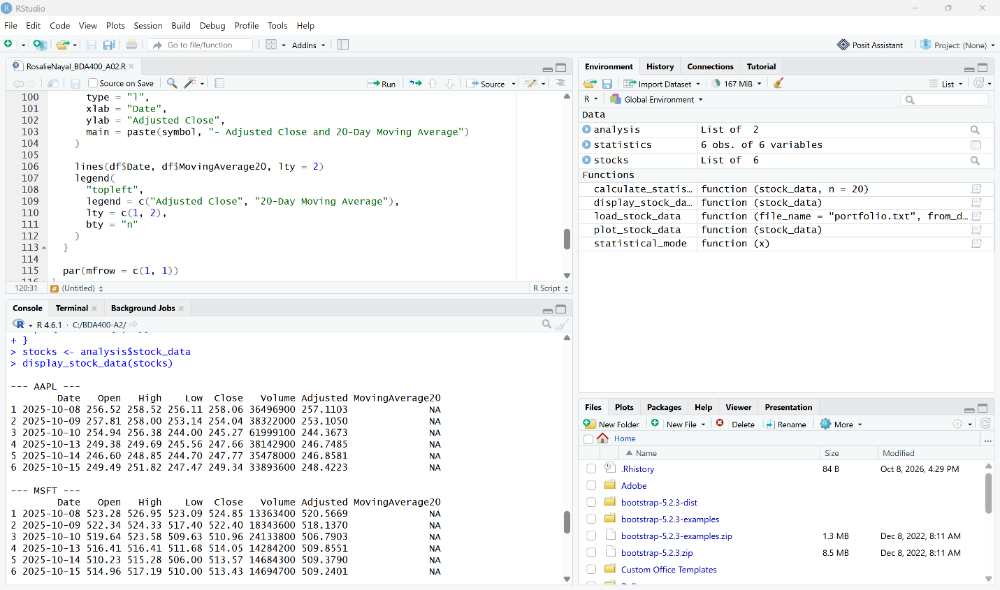 RStudio
File Edit Code View Plots Session Build Debug Profile Tools Help
Go to file/function Addins Posit Assistant Project: (None)
RosalieNayal_BDA400_A02.R
Source on Save Run Source
100 type = "l",
101 xlab = "Date",
102 ylab = "Adjusted Close",
103 main = paste(symbol, "- Adjusted Close and 20-Day Moving Average")
104 )
105
106 lines(df$Date, df$MovingAverage20, lty = 2)
107 legend(
108 "topleft",
109 legend = c("Adjusted Close", "20-Day Moving Average"),
110 lty = c(1, 2),
111 bty = "n"
112 )
113 }
114
115 par(mfrow = c(1, 1))
116 }
120:31 # (Untitled) R Script
Console Terminal Background Jobs
R R 4.6.1 · C:/BDA400-A2/
+ }
> stocks <- analysis$stock_data
> display_stock_data(stocks)
--- AAPL ---
Date Open High Low Close Volume Adjusted MovingAverage20
1 2025-10-08 256.52 258.52 256.11 258.06 36496900 257.1103 NA
2 2025-10-09 257.81 258.00 253.14 254.04 38322000 253.1050 NA
3 2025-10-10 254.94 256.38 244.00 245.27 61999100 244.3673 NA
4 2025-10-13 249.38 249.69 245.56 247.66 38142900 246.7485 NA
5 2025-10-14 246.60 248.85 244.70 247.77 35478000 246.8581 NA
6 2025-10-15 249.49 251.82 247.47 249.34 33893600 248.4223 NA
--- MSFT ---
Date Open High Low Close Volume Adjusted MovingAverage20
1 2025-10-08 523.28 526.95 523.09 524.85 13363400 520.5669 NA
2 2025-10-09 522.34 524.33 517.40 522.40 18343600 518.1370 NA
3 2025-10-10 519.64 523.58 509.63 510.96 24133800 506.7903 NA
4 2025-10-13 516.41 516.41 511.68 514.05 14284200 509.8551 NA
5 2025-10-14 510.23 515.28 506.00 513.57 14684300 509.3790 NA
6 2025-10-15 514.96 517.19 510.00 513.43 14694700 509.2401 NA
Environment History Connections Tutorial
Import Dataset 167 MiB List
R Global Environment
Data
analysis List of 2
statistics 6 obs. of 6 variables
stocks List of 6
Functions
calculate_statis… function (stock_data, n = 20)
display_stock_da… function (stock_data)
load_stock_data function (file_name = "portfolio.txt", from_d…
plot_stock_data function (stock_data)
statistical_mode function (x)
Files Plots Packages Help Viewer Presentation
New Folder New File Delete Rename More
Home ...
Name Size Modified
.Rhistory 84 B Oct 8, 2026, 4:29 PM
Adobe
bootstrap-5.2.3-dist
bootstrap-5.2.3-examples
bootstrap-5.2.3-examples.zip 1.3 MB Dec 8, 2022, 8:11 AM
bootstrap-5.2.3.zip 8.5 MB Dec 8, 2022, 8:11 AM
Custom Office Templates